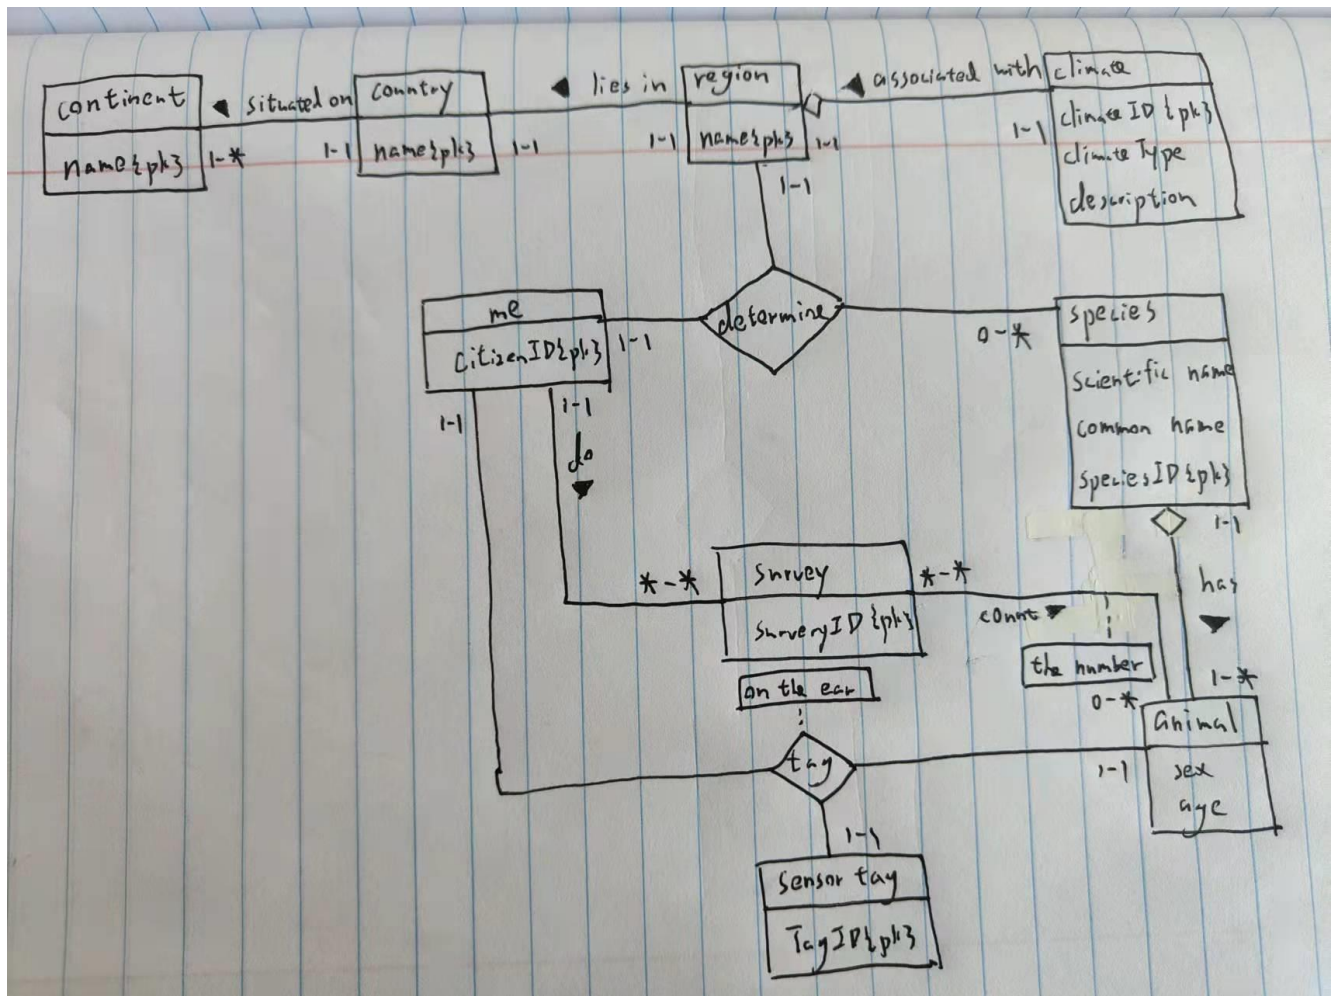 continent
name{pk}
◀ situated on
1-*
1-1
country
name{pk}
◀ lies in
1-1
1-1
region
name{pk}
◀ associated with
1-1
1-1
climate
climate ID {pk}
climate Type
description
1-1
determine
me
citizenID{pk}
1-1
0-*
species
scientific name
common name
speciesID{pk}
1-1
1-1
do
▼
*-*
survey
surveryID{pk}
*-*
count ▶
the number
0-*
1-1
has
▼
1-*
animal
sex
age
on the ear
tag
1-1
1-1
sensor tag
TagID{pk}